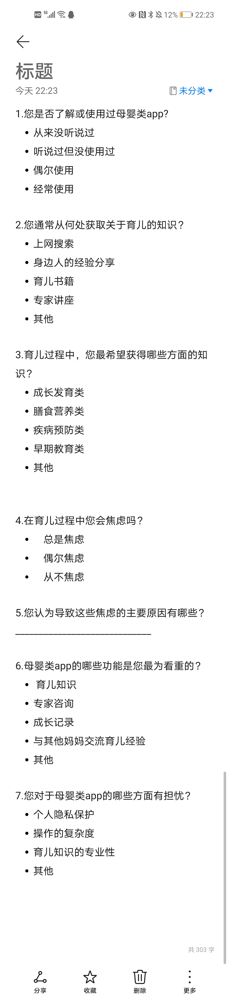 HD 5G 12% 22:23
标题
今天 22:23 未分类
1.您是否了解或使用过母婴类app?
• 从来没听说过
• 听说过但没使用过
• 偶尔使用
• 经常使用
2.您通常从何处获取关于育儿的知识？
• 上网搜索
• 身边人的经验分享
• 育儿书籍
• 专家讲座
• 其他
3.育儿过程中，您最希望获得哪些方面的知
识？
• 成长发育类
• 膳食营养类
• 疾病预防类
• 早期教育类
• 其他
4.在育儿过程中您会焦虑吗？
• 总是焦虑
• 偶尔焦虑
• 从不焦虑
5.您认为导致这些焦虑的主要原因有哪些？
____________________________
6.母婴类app的哪些功能是您最为看重的？
• 育儿知识
• 专家咨询
• 成长记录
• 与其他妈妈交流育儿经验
• 其他
7.您对于母婴类app的哪些方面有担忧？
• 个人隐私保护
• 操作的复杂度
• 育儿知识的专业性
• 其他
共 303 字
分享 收藏 删除 更多